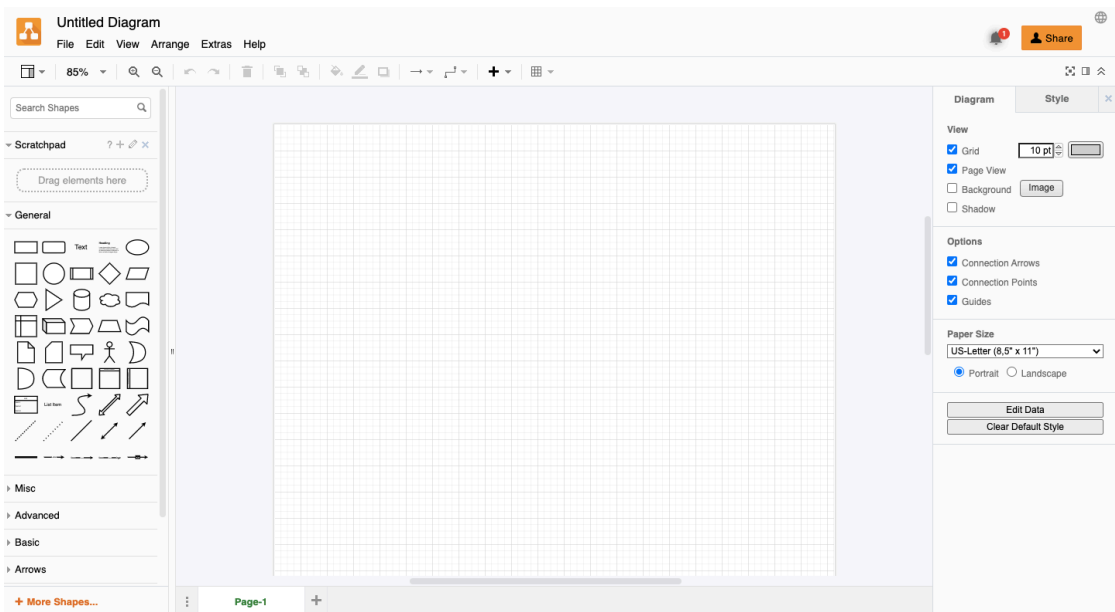 Untitled Diagram
File Edit View Arrange Extras Help
1
Share
85%
Search Shapes
Scratchpad
?
Drag elements here
General
Text
Heading
List Item
Misc
Advanced
Basic
Arrows
+ More Shapes...
Page-1
Diagram Style
View
Grid 10 pt
Page View
Background Image
Shadow
Options
Connection Arrows
Connection Points
Guides
Paper Size
US-Letter (8,5" x 11")
Portrait Landscape
Edit Data
Clear Default Style